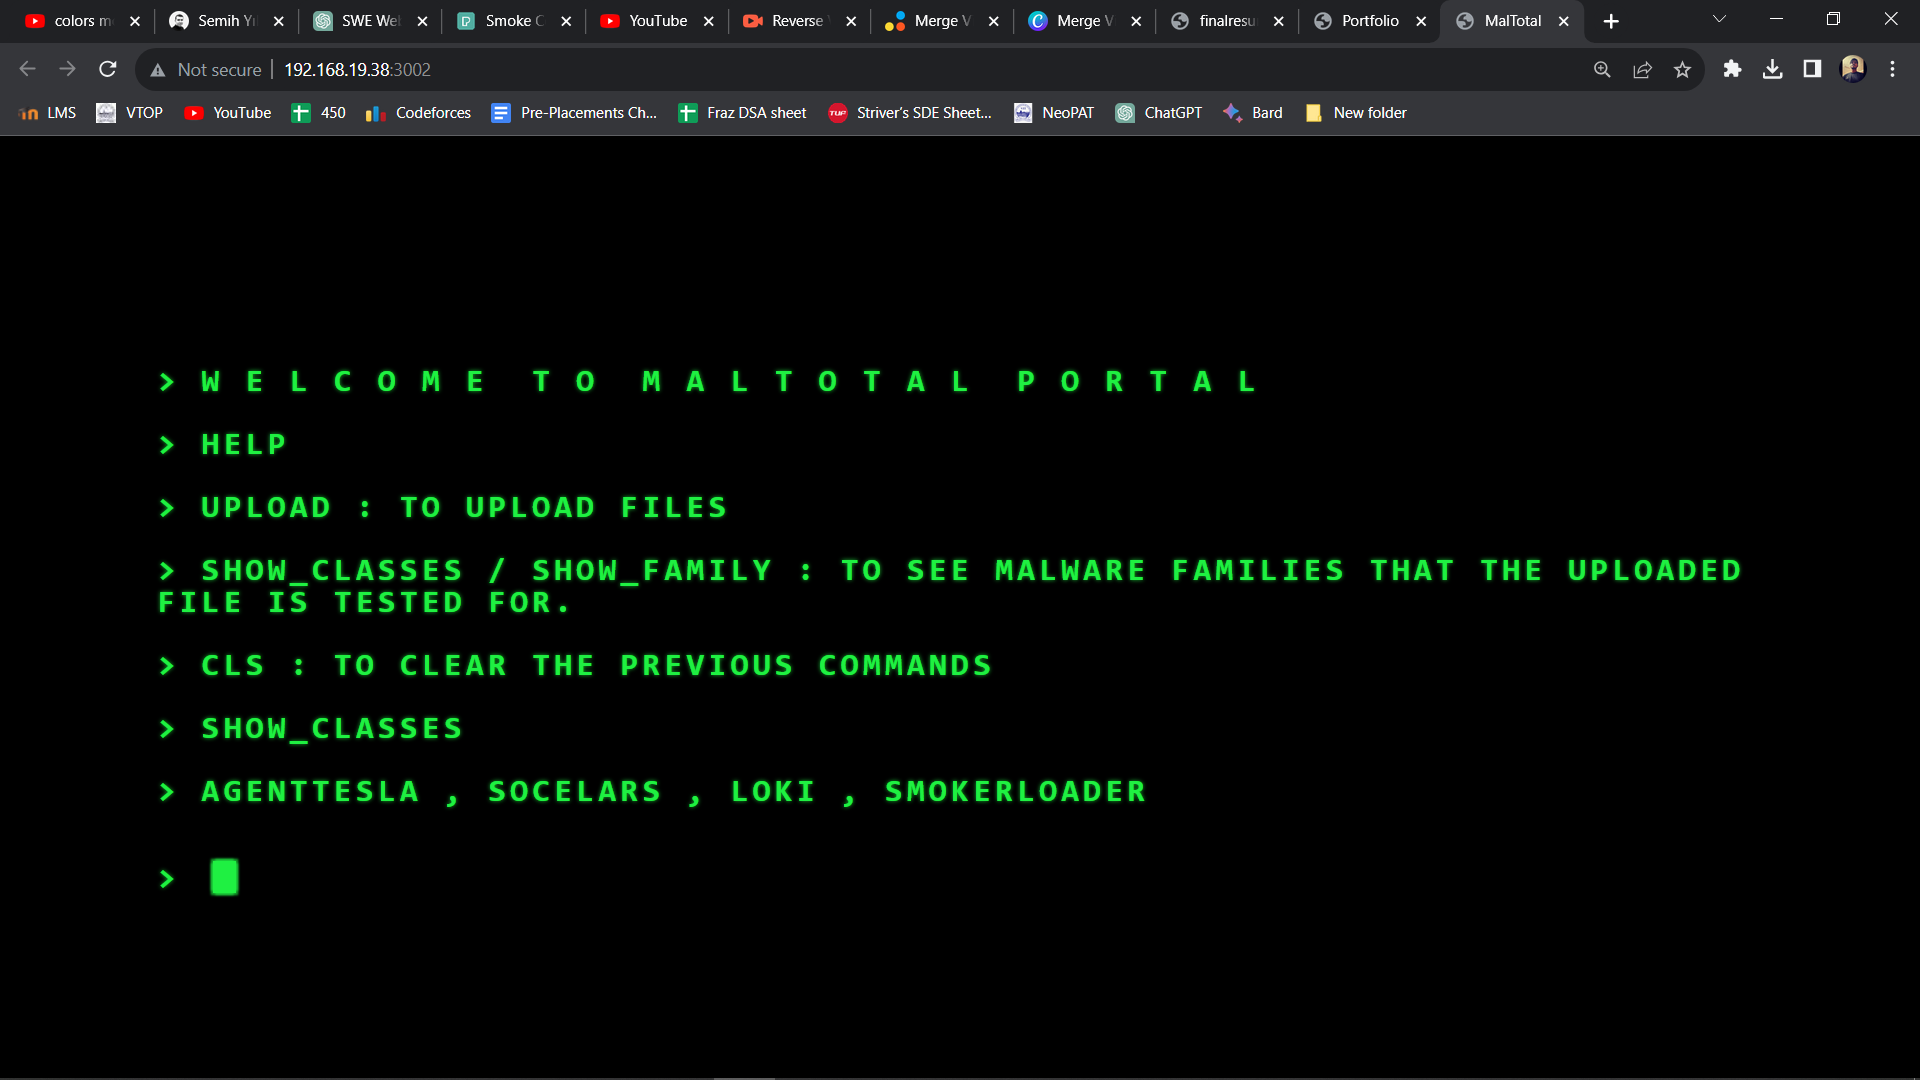 colors m
Semih Yı
SWE We
Smoke C
YouTube
Reverse
Merge V
Merge V
finalresu
Portfolio
MalTotal
Not secure
192.168.19.38:3002
LMS
VTOP
YouTube
450
Codeforces
Pre-Placements Ch...
Fraz DSA sheet
TUF
Striver's SDE Sheet...
NeoPAT
ChatGPT
Bard
New folder
> W E L C O M E  T O  M A L T O T A L  P O R T A L
> HELP
> UPLOAD : TO UPLOAD FILES
> SHOW_CLASSES / SHOW_FAMILY : TO SEE MALWARE FAMILIES THAT THE UPLOADED
FILE IS TESTED FOR.
> CLS : TO CLEAR THE PREVIOUS COMMANDS
> SHOW_CLASSES
> AGENTTESLA , SOCELARS , LOKI , SMOKERLOADER
>